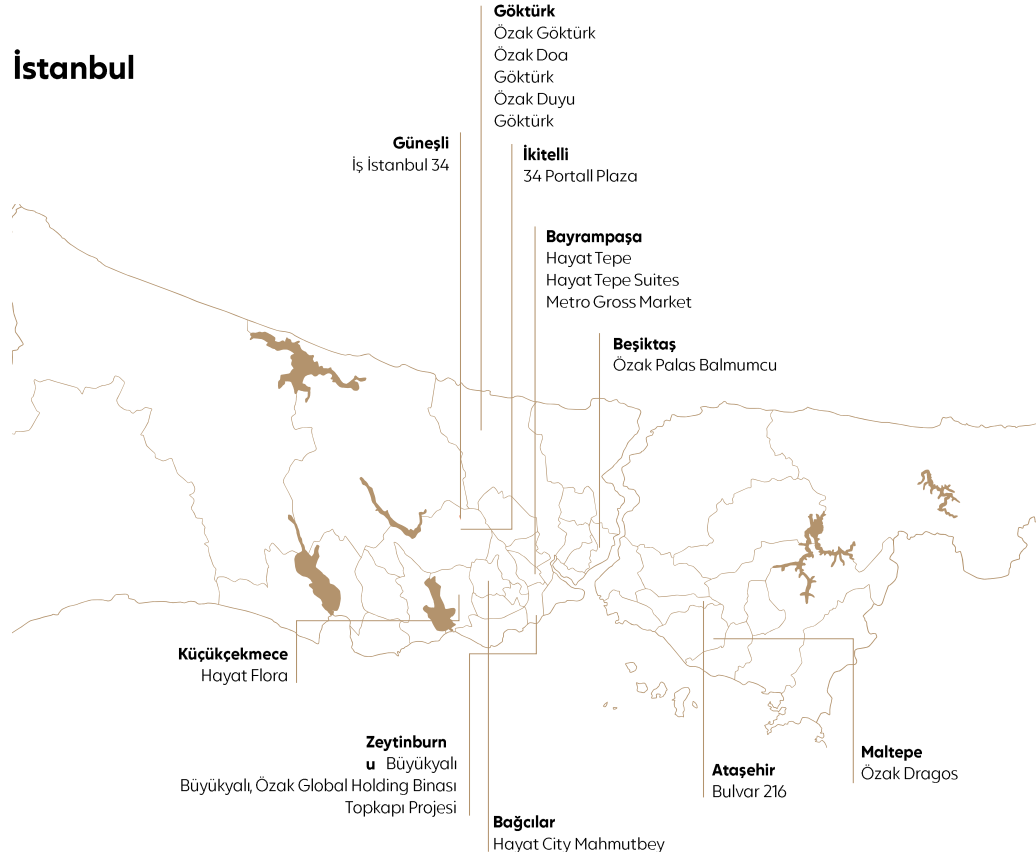 İstanbul
Göktürk
Özak Göktürk
Özak Doa
Göktürk
Özak Duyu
Göktürk
Güneşli
İş İstanbul 34
İkitelli
34 Portall Plaza
Bayrampaşa
Hayat Tepe
Hayat Tepe Suites
Metro Gross Market
Beşiktaş
Özak Palas Balmumcu
Küçükçekmece
Hayat Flora
Zeytinburn
u Büyükyalı
Büyükyalı, Özak Global Holding Binası
Topkapı Projesi
Bağcılar
Hayat City Mahmutbey
Ataşehir
Bulvar 216
Maltepe
Özak Dragos